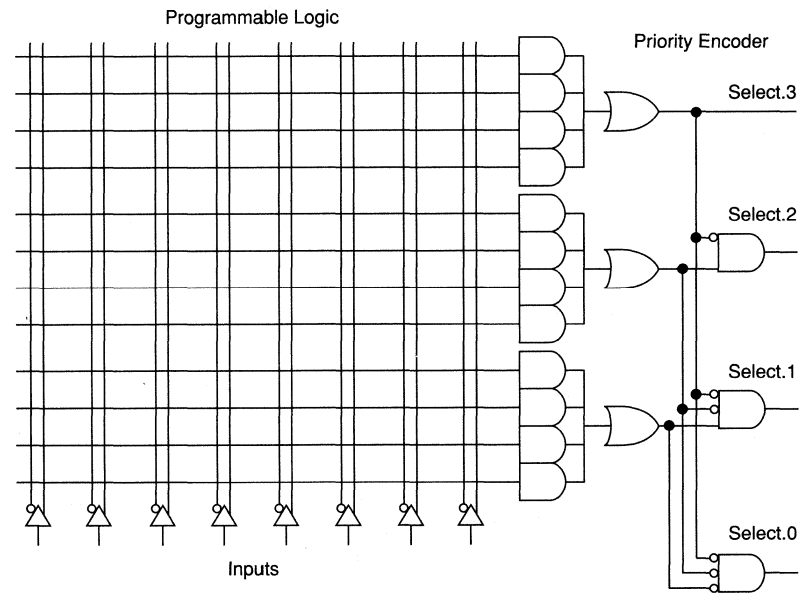 Programmable Logic
Priority Encoder
Select.3
Select.2
Select.1
Select.0
Inputs